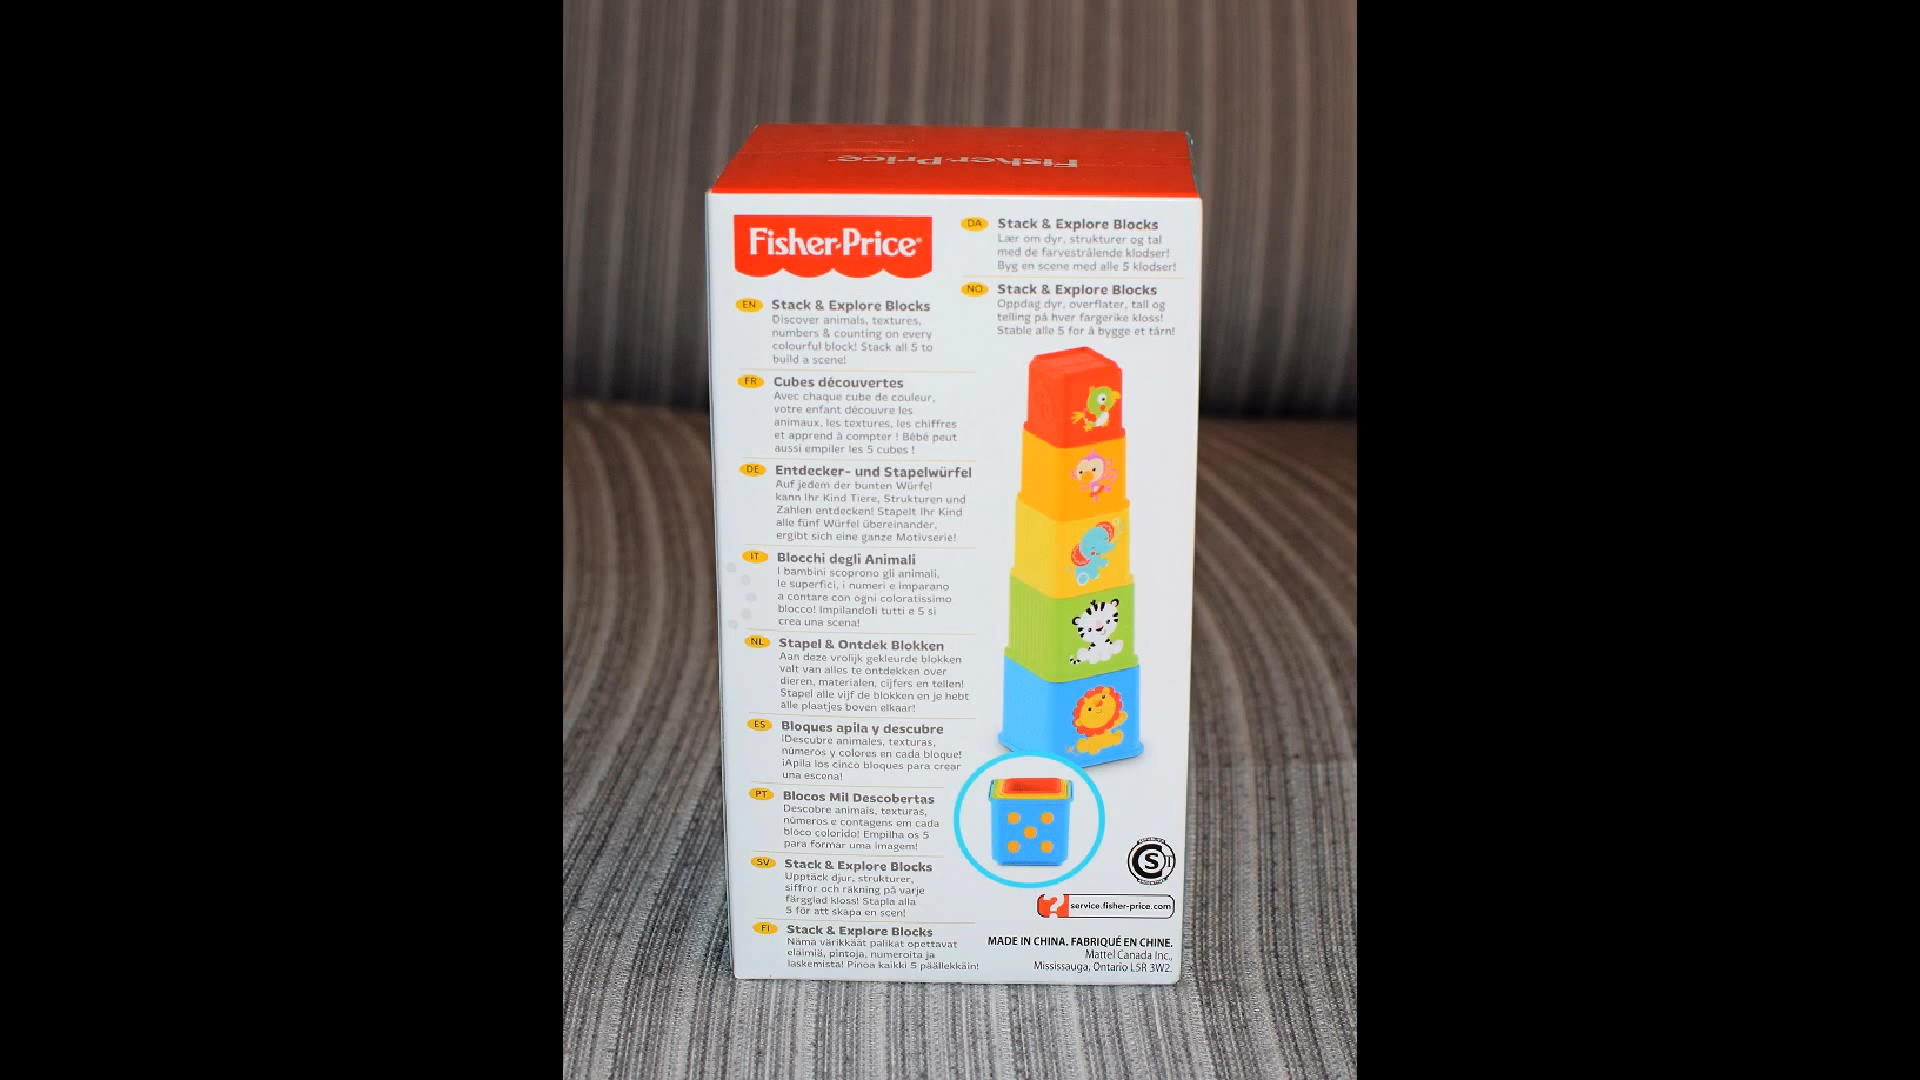 Fisher-Price
Fisher-Price®
EN Stack & Explore Blocks
Discover animals, textures,
numbers & counting on every
colourful block! Stack all 5 to
build a scene!
FR Cubes découvertes
Avec chaque cube de couleur,
votre enfant découvre les
animaux, les textures, les chiffres
et apprend à compter ! Bébé peut
aussi empiler les 5 cubes !
DE Entdecker- und Stapelwürfel
Auf jedem der bunten Würfel
kann Ihr Kind Tiere, Strukturen und
Zahlen entdecken! Stapelt Ihr Kind
alle fünf Würfel übereinander,
ergibt sich eine ganze Motivserie!
IT Blocchi degli Animali
I bambini scoprono gli animali,
le superfici, i numeri e imparano
a contare con ogni coloratissimo
blocco! Impilandoli tutti e 5 si
crea una scena!
NL Stapel & Ontdek Blokken
Aan deze vrolijk gekleurde blokken
valt van alles te ontdekken over
dieren, materialen, cijfers en tellen!
Stapel alle vijf de blokken en je hebt
alle plaatjes boven elkaar!
ES Bloques apila y descubre
¡Descubre animales, texturas,
números y colores en cada bloque!
¡Apila los cinco bloques para crear
una escena!
PT Blocos Mil Descobertas
Descobre animais, texturas,
números e contagens em cada
bloco colorido! Empilha os 5
para formar uma imagem!
SV Stack & Explore Blocks
Upptäck djur, strukturer,
siffror och räkning på varje
färgglad kloss! Stapla alla
5 för att skapa en scen!
FI Stack & Explore Blocks
Nämä värikkäät palikat opettavat
eläimiä, pintoja, numeroita ja
laskemista! Pinoa kaikki 5 päällekkäin!
DA Stack & Explore Blocks
Lær om dyr, strukturer og tal
med de farvestrålende klodser!
Byg en scene med alle 5 klodser!
NO Stack & Explore Blocks
Oppdag dyr, overflater, tall og
telling på hver fargerike kloss!
Stable alle 5 for å bygge et tårn!
? service.fisher-price.com
MADE IN CHINA. FABRIQUÉ EN CHINE.
Mattel Canada Inc.,
Mississauga, Ontario L5R 3W2.